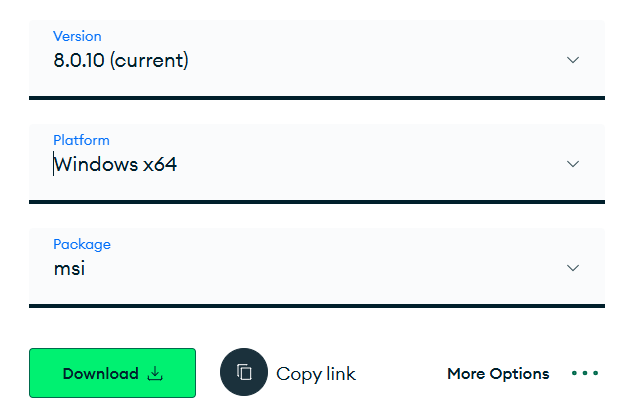 Version
8.0.10 (current)
Platform
Windows x64
Package
msi
Download
Copy link
More Options